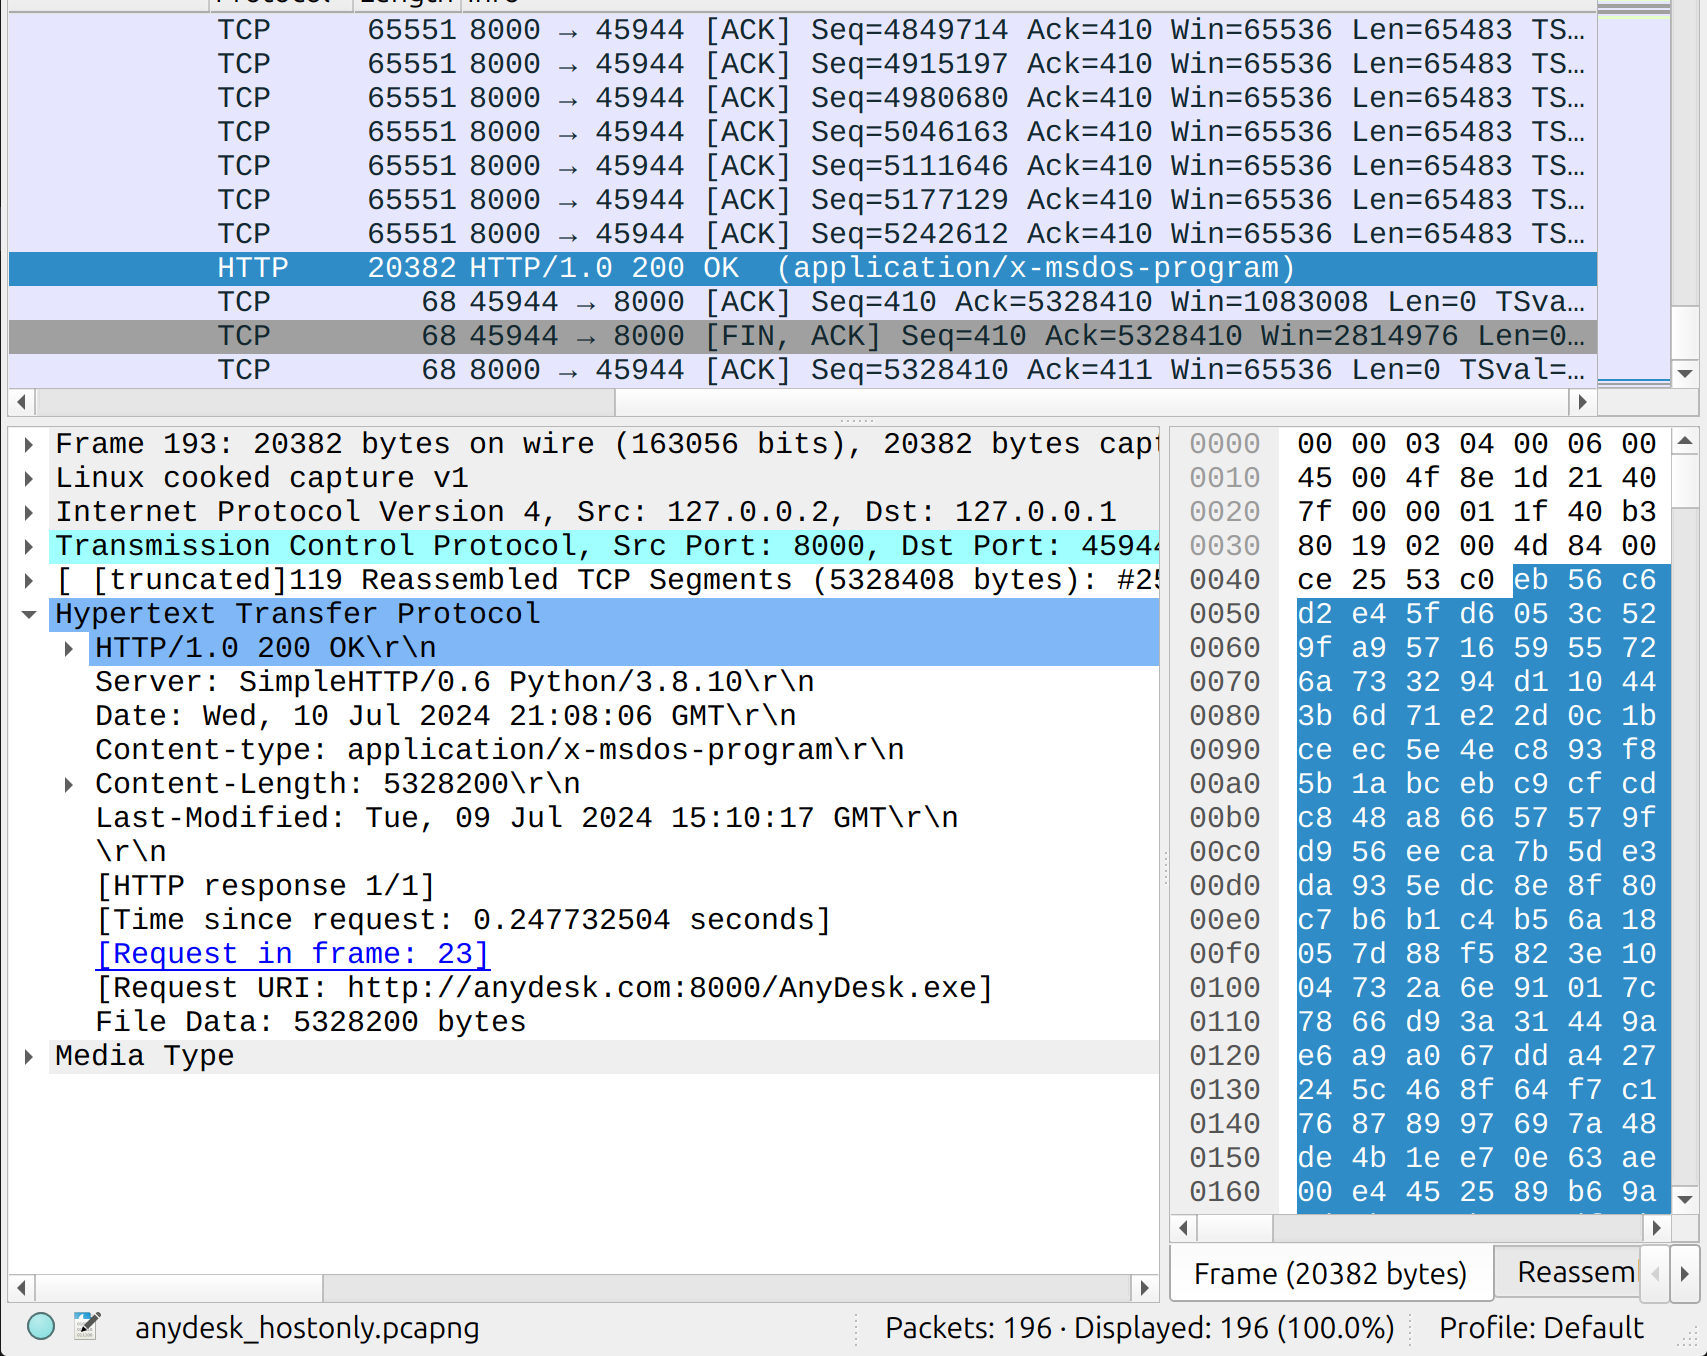 TCP 65551 8000 → 45944 [ACK] Seq=4849714 Ack=410 Win=65536 Len=65483 TS…
TCP 65551 8000 → 45944 [ACK] Seq=4915197 Ack=410 Win=65536 Len=65483 TS…
TCP 65551 8000 → 45944 [ACK] Seq=4980680 Ack=410 Win=65536 Len=65483 TS…
TCP 65551 8000 → 45944 [ACK] Seq=5046163 Ack=410 Win=65536 Len=65483 TS…
TCP 65551 8000 → 45944 [ACK] Seq=5111646 Ack=410 Win=65536 Len=65483 TS…
TCP 65551 8000 → 45944 [ACK] Seq=5177129 Ack=410 Win=65536 Len=65483 TS…
TCP 65551 8000 → 45944 [ACK] Seq=5242612 Ack=410 Win=65536 Len=65483 TS…
HTTP 20382 HTTP/1.0 200 OK (application/x-msdos-program)
TCP 68 45944 → 8000 [ACK] Seq=410 Ack=5328410 Win=1083008 Len=0 TSva…
TCP 68 45944 → 8000 [FIN, ACK] Seq=410 Ack=5328410 Win=2814976 Len=0…
TCP 68 8000 → 45944 [ACK] Seq=5328410 Ack=411 Win=65536 Len=0 TSval=…
Frame 193: 20382 bytes on wire (163056 bits), 20382 bytes capt
Linux cooked capture v1
Internet Protocol Version 4, Src: 127.0.0.2, Dst: 127.0.0.1
Transmission Control Protocol, Src Port: 8000, Dst Port: 45944
[ [truncated]119 Reassembled TCP Segments (5328408 bytes): #25
Hypertext Transfer Protocol
HTTP/1.0 200 OK\r\n
Server: SimpleHTTP/0.6 Python/3.8.10\r\n
Date: Wed, 10 Jul 2024 21:08:06 GMT\r\n
Content-type: application/x-msdos-program\r\n
Content-Length: 5328200\r\n
Last-Modified: Tue, 09 Jul 2024 15:10:17 GMT\r\n
\r\n
[HTTP response 1/1]
[Time since request: 0.247732504 seconds]
[Request in frame: 23]
[Request URI: http://anydesk.com:8000/AnyDesk.exe]
File Data: 5328200 bytes
Media Type
0000 00 00 03 04 00 06 00
0010 45 00 4f 8e 1d 21 40
0020 7f 00 00 01 1f 40 b3
0030 80 19 02 00 4d 84 00
0040 ce 25 53 c0 eb 56 c6
0050 d2 e4 5f d6 05 3c 52
0060 9f a9 57 16 59 55 72
0070 6a 73 32 94 d1 10 44
0080 3b 6d 71 e2 2d 0c 1b
0090 ce ec 5e 4e c8 93 f8
00a0 5b 1a bc eb c9 cf cd
00b0 c8 48 a8 66 57 57 9f
00c0 d9 56 ee ca 7b 5d e3
00d0 da 93 5e dc 8e 8f 80
00e0 c7 b6 b1 c4 b5 6a 18
00f0 05 7d 88 f5 82 3e 10
0100 04 73 2a 6e 91 01 7c
0110 78 66 d9 3a 31 44 9a
0120 e6 a9 a0 67 dd a4 27
0130 24 5c 46 8f 64 f7 c1
0140 76 87 89 97 69 7a 48
0150 de 4b 1e e7 0e 63 ae
0160 00 e4 45 25 89 b6 9a
Frame (20382 bytes) Reassem
anydesk_hostonly.pcapng Packets: 196 · Displayed: 196 (100.0%) Profile: Default